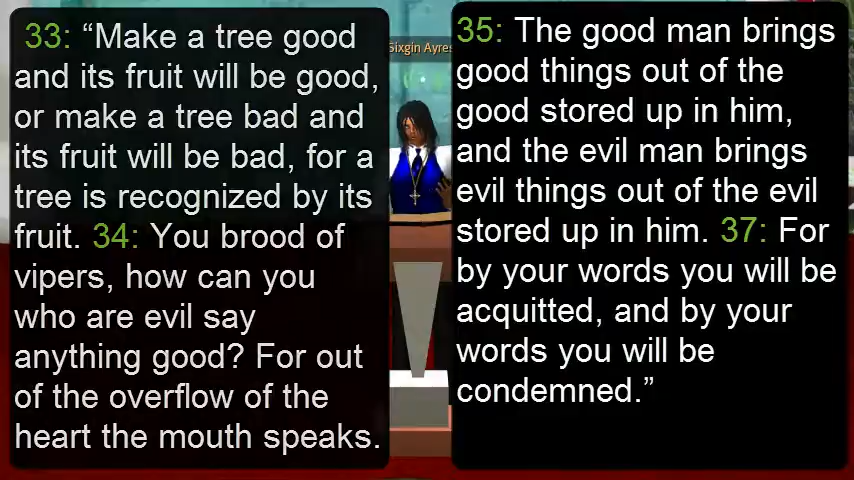 33: “Make a tree good
and its fruit will be good,
or make a tree bad and
its fruit will be bad, for a
tree is recognized by its
fruit. 34: You brood of
vipers, how can you
who are evil say
anything good? For out
of the overflow of the
heart the mouth speaks.
Sixgin Ayres
35: The good man brings
good things out of the
good stored up in him,
and the evil man brings
evil things out of the evil
stored up in him. 37: For
by your words you will be
acquitted, and by your
words you will be
condemned.”